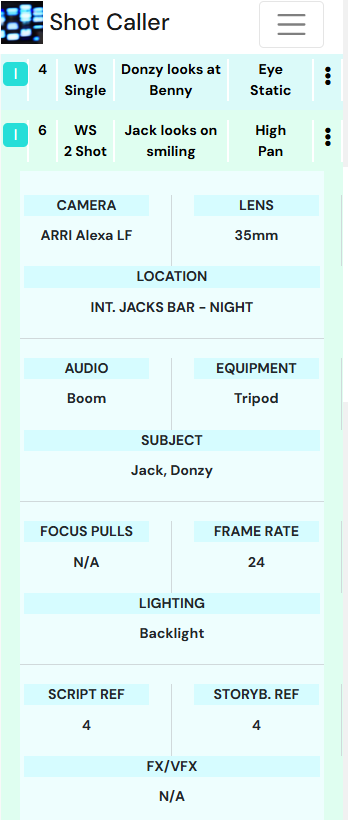 Shot Caller
I 4 WS Donzy looks at Eye
Single Benny Static
I 6 WS Jack looks on High
2 Shot smiling Pan
CAMERA LENS
ARRI Alexa LF 35mm
LOCATION
INT. JACKS BAR - NIGHT
AUDIO EQUIPMENT
Boom Tripod
SUBJECT
Jack, Donzy
FOCUS PULLS FRAME RATE
N/A 24
LIGHTING
Backlight
SCRIPT REF STORYB. REF
4 4
FX/VFX
N/A